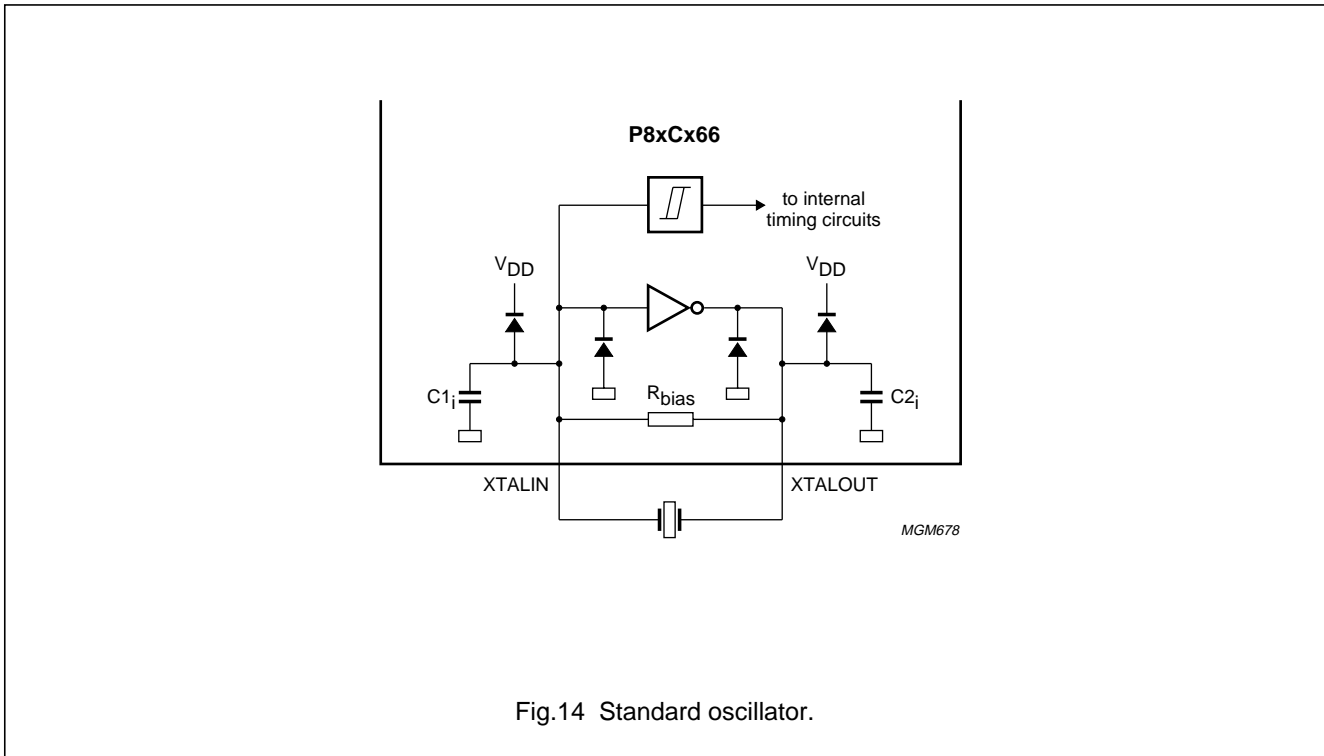 P8xCx66
to internal
timing circuits
VDD
VDD
C1i
Rbias
C2i
XTALIN
XTALOUT
MGM678
Fig.14 Standard oscillator.